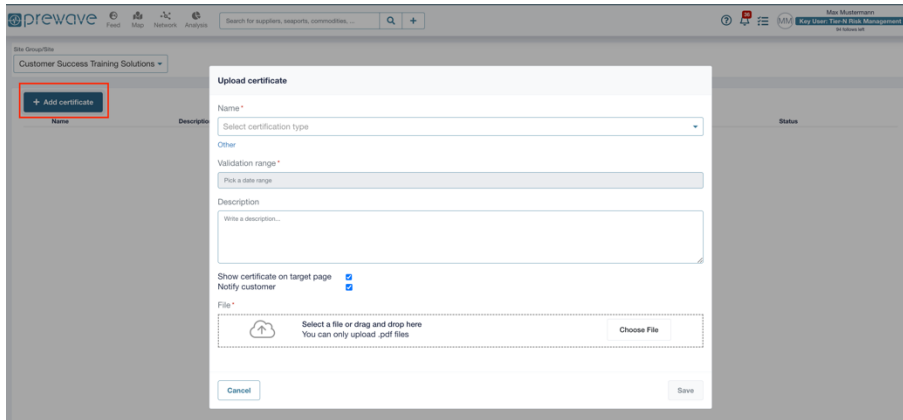 prewave
Feed
Map
Network
Analysis
Search for suppliers, seaports, commodities, ...
Max Mustermann
MM
Key User: Tier-N Risk Management
Site Group/Site
Customer Success Training Solutions
+ Add certificate
Name
Descriptio
Status
Upload certificate
Name*
Select certification type
Other
Validation range*
Pick a date range
Description
Write a description...
Show certificate on target page
Notify customer
File*
Select a file or drag and drop here
You can only upload .pdf files
Choose File
Cancel
Save